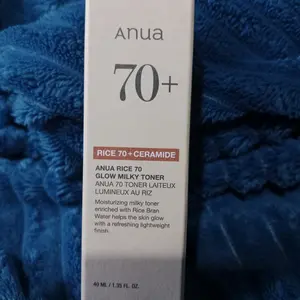 Anua
70+
RICE 70 + CERAMIDE
ANUA RICE 70
GLOW MILKY TONER
ANUA 70 TONER LAITEUX
LUMINEUX AU RIZ
Moisturizing milky toner
enriched with Rice Bran
Water helps the skin glow
with a refreshing lightweight
finish.
40 ML / 1.35 FL. OZ.